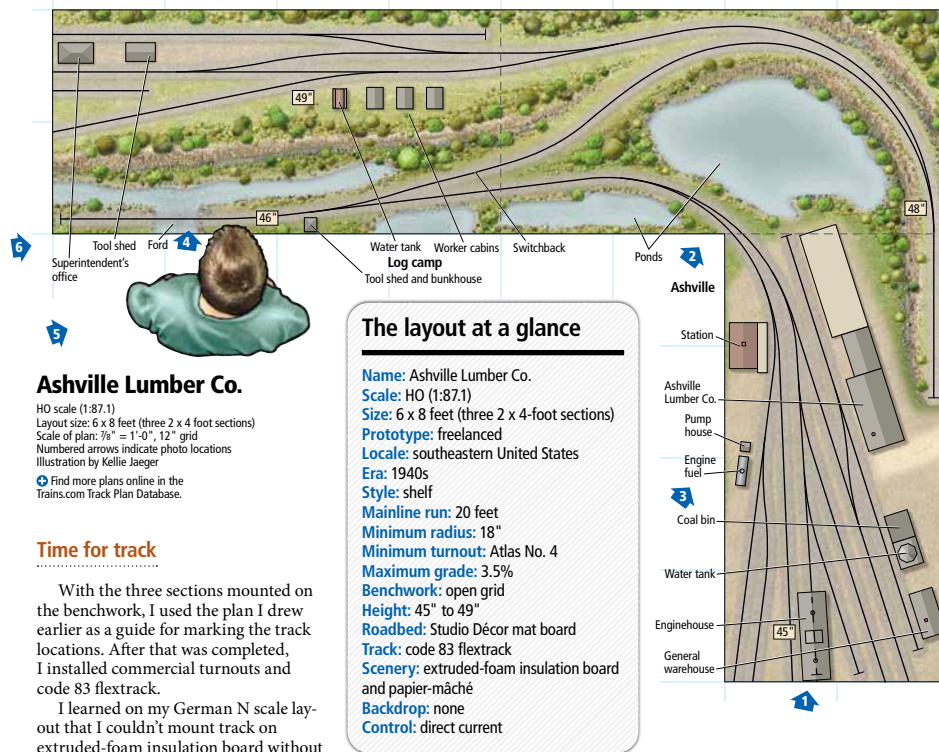 49"
46"
48"
6
4
Tool shed
Ford
Superintendent's
office
Water tank
Worker cabins
Switchback
Log camp
Tool shed and bunkhouse
Ponds
2
Ashville
5
Station
Ashville
Lumber Co.
Pump
house
Engine
fuel
3
Coal bin
Water tank
Enginehouse
45"
General
warehouse
1
Ashville Lumber Co.
HO scale (1:87.1)
Layout size: 6 x 8 feet (three 2 x 4 foot sections)
Scale of plan: ⅞" = 1'-0", 12" grid
Numbered arrows indicate photo locations
Illustration by Kellie Jaeger
Find more plans online in the
Trains.com Track Plan Database.
Time for track
With the three sections mounted on
the benchwork, I used the plan I drew
earlier as a guide for marking the track
locations. After that was completed,
I installed commercial turnouts and
code 83 flextrack.
I learned on my German N scale lay-
out that I couldn't mount track on
extruded-foam insulation board without
The layout at a glance
Name: Ashville Lumber Co.
Scale: HO (1:87.1)
Size: 6 x 8 feet (three 2 x 4-foot sections)
Prototype: freelanced
Locale: southeastern United States
Era: 1940s
Style: shelf
Mainline run: 20 feet
Minimum radius: 18"
Minimum turnout: Atlas No. 4
Maximum grade: 3.5%
Benchwork: open grid
Height: 45" to 49"
Roadbed: Studio Décor mat board
Track: code 83 flextrack
Scenery: extruded-foam insulation board
and papier-mâché
Backdrop: none
Control: direct current